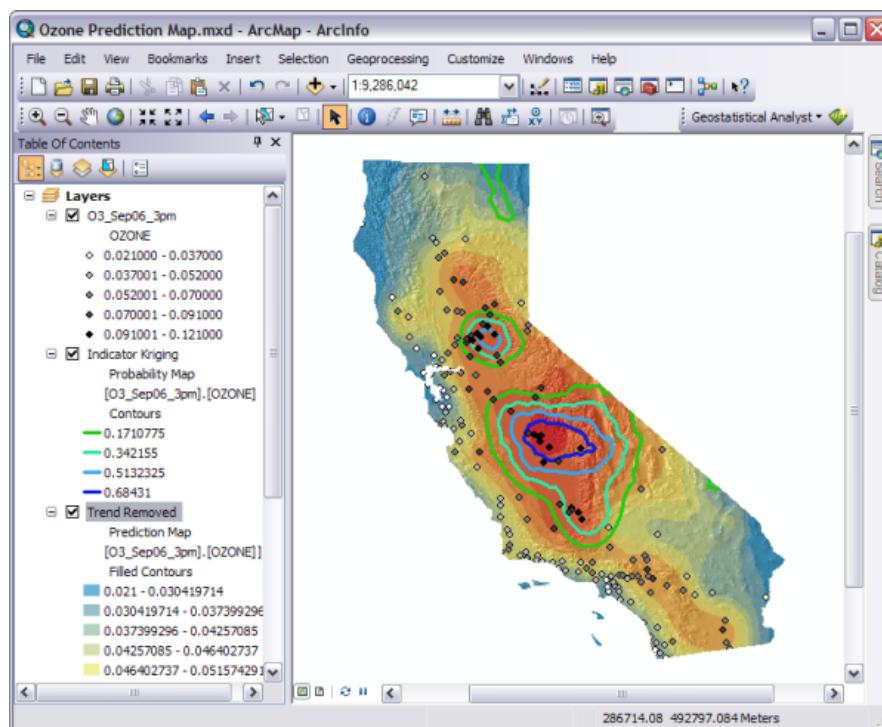 Ozone Prediction Map.mxd - ArcMap - ArcInfo
File Edit View Bookmarks Insert Selection Geoprocessing Customize Windows Help
1:9,286,042
Geostatistical Analyst
Table Of Contents
Layers
O3_Sep06_3pm
OZONE
0.021000 - 0.037000
0.037001 - 0.052000
0.052001 - 0.070000
0.070001 - 0.091000
0.091001 - 0.121000
Indicator Kriging
Probability Map
[O3_Sep06_3pm].[OZONE]
Contours
0.1710775
0.342155
0.5132325
0.68431
Trend Removed
Prediction Map
[O3_Sep06_3pm].[OZONE]]
Filled Contours
0.021 - 0.030419714
0.030419714 - 0.037399296
0.037399296 - 0.04257085
0.04257085 - 0.046402737
0.046402737 - 0.051574291
Search
Catalog
286714.08 492797.084 Meters